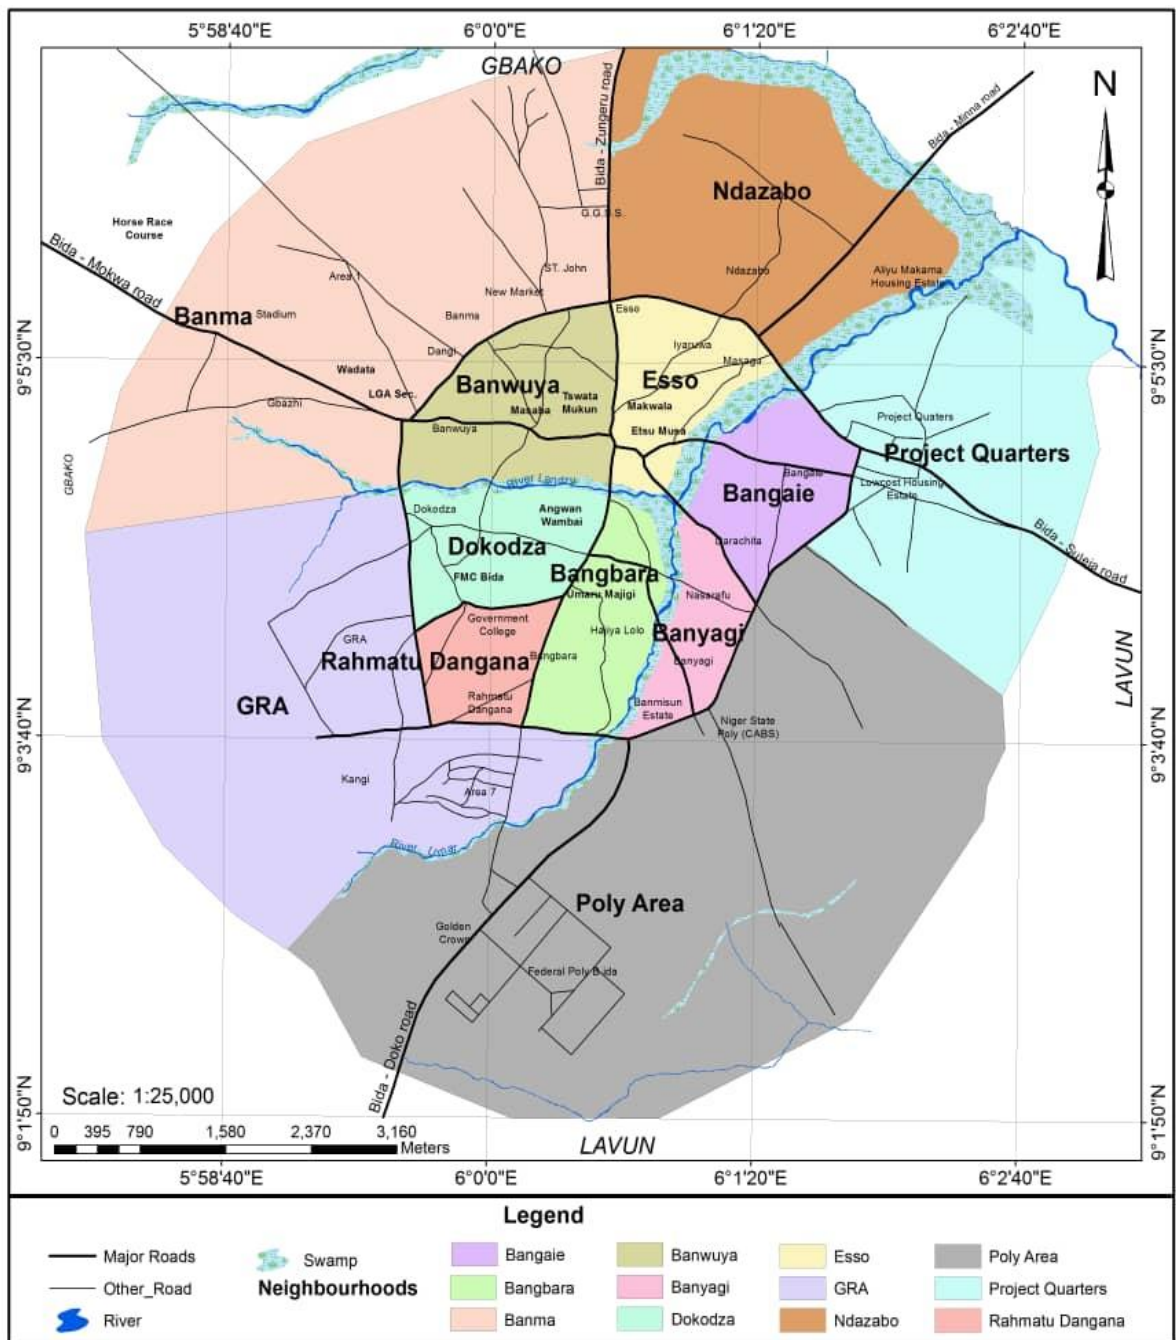 5°58'40"E
6°0'0"E
6°1'20"E
6°2'40"E
GBAKO
N
Bida - Zungeru road
Bida - Minna road
Ndazabo
Horse Race
Course
G.G.S.S.
Bida - Mokwa road
Area 1
ST. John
Ndazabo
Aliyu Makama
Housing Estate
New Market
Banma
Stadium
Banma
Esso
9°5'30"N
9°5'30"N
Dangi
Iyaruwa
Masaga
Wadata
Banwuya
Esso
LGA Sec.
Tswata
Mukun
Gbazhi
Masaba
Makwala
Project Quaters
Banwuya
Etsu Musa
Project Quarters
GBAKO
Bangaie
Bangaie
River Landzu
Lowcost Housing
Estate
Dokodza
Angwan
Wambai
Bida - Suleja road
Dokodza
Darachita
FMC Bida
Bangbara
Umaru Majigi
Nasarafu
Government
College
GRA
Hajiya Lolo
Banyagi
Rahmatu Dangana
Bangbara
Banyagi
LAVUN
GRA
Rahmatu
Dangana
Banmisun
Estate
Niger State
Poly (CABS)
9°3'40"N
9°3'40"N
Kangi
Area 7
River Umar
Poly Area
Golden
Crown
Federal Poly Bida
Bida - Doko road
Scale: 1:25,000
0 395 790 1,580 2,370 3,160
Meters
9°1'50"N
9°1'50"N
LAVUN
5°58'40"E
6°0'0"E
6°1'20"E
6°2'40"E
Legend
Major Roads
Other_Road
River
Swamp
Neighbourhoods
Bangaie
Bangbara
Banma
Banwuya
Banyagi
Dokodza
Esso
GRA
Ndazabo
Poly Area
Project Quarters
Rahmatu Dangana